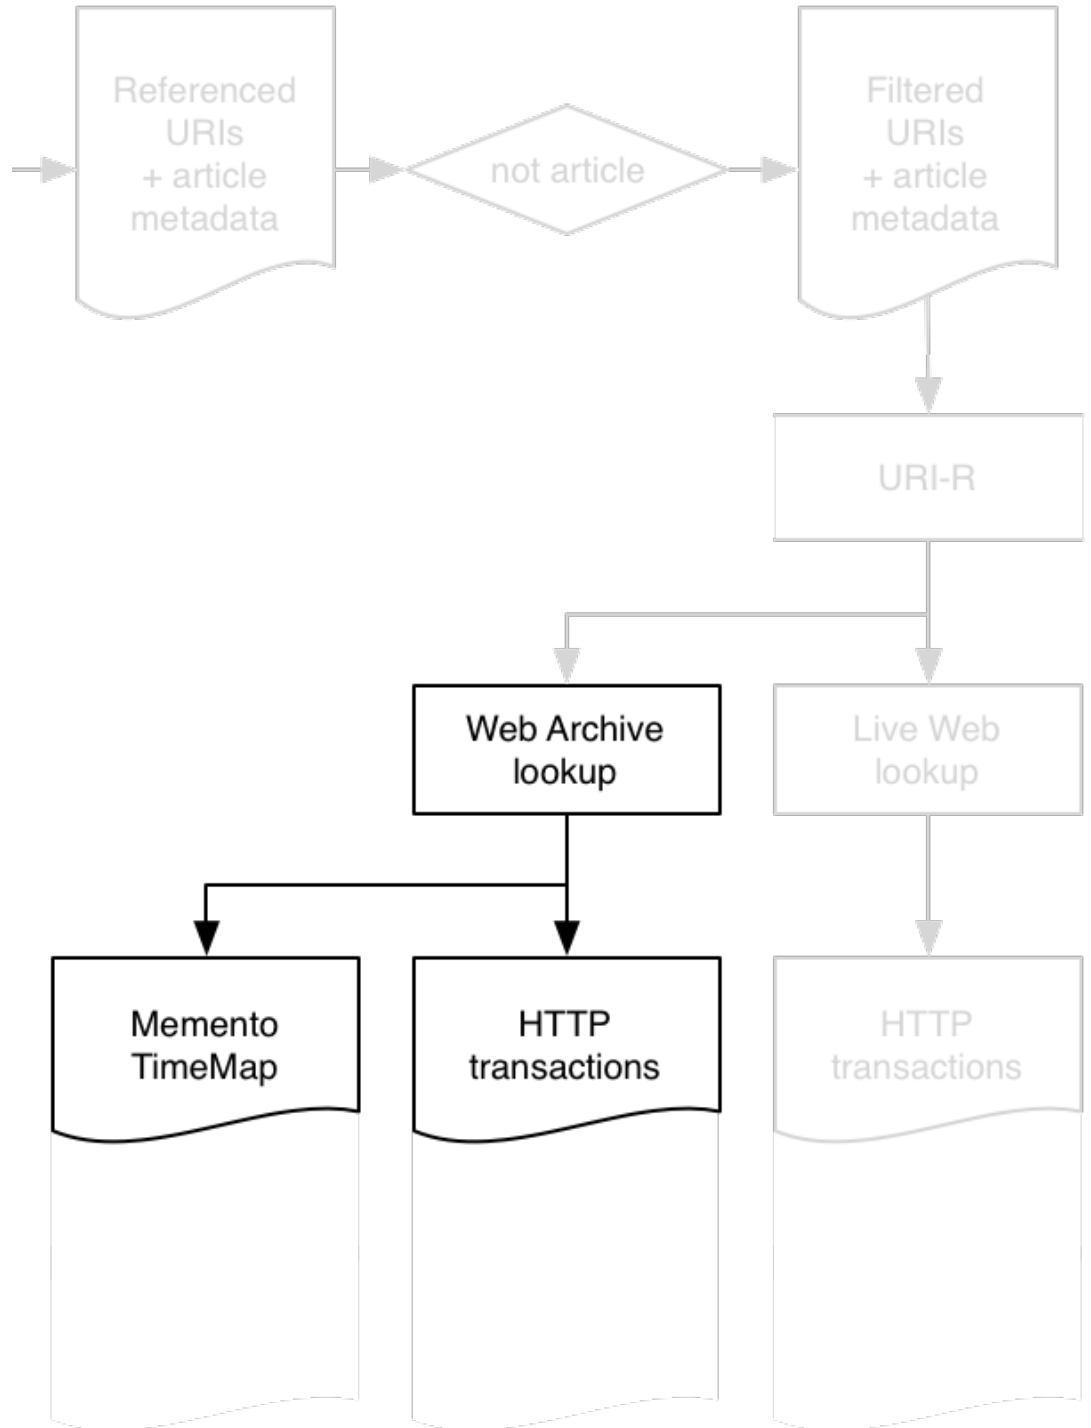 Referenced
URIs
+ article
metadata
not article
Filtered
URIs
+ article
metadata
URI-R
Web Archive
lookup
Live Web
lookup
Memento
TimeMap
HTTP
transactions
HTTP
transactions